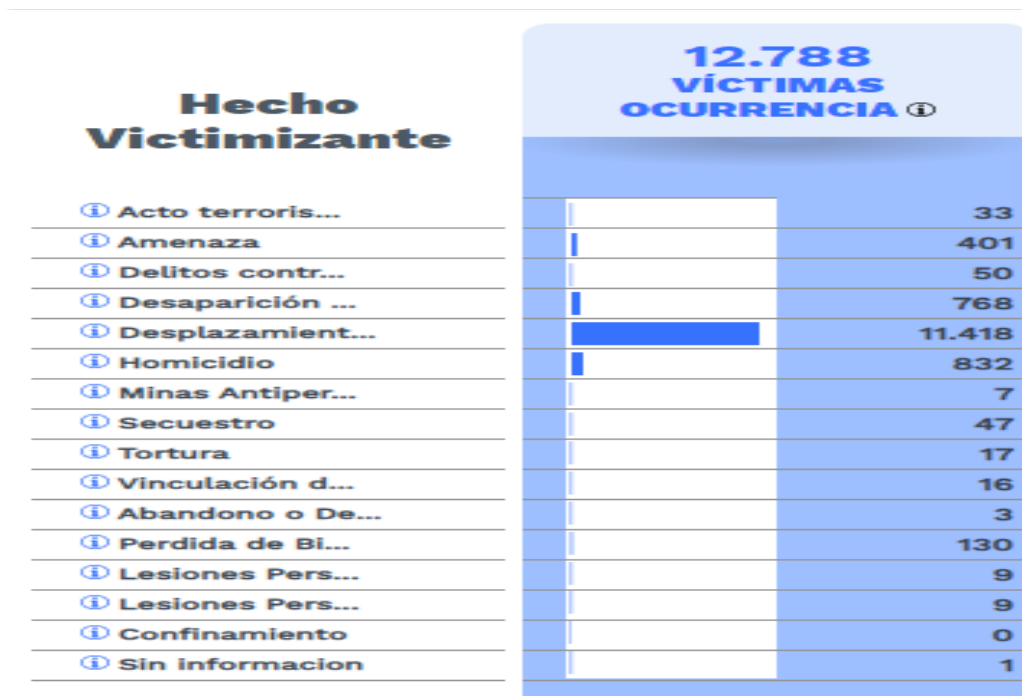 12.788
VÍCTIMAS
OCURRENCIA
Hecho
Victimizante
Acto terroris... 33
Amenaza 401
Delitos contr... 50
Desaparición ... 768
Desplazamient... 11.418
Homicidio 832
Minas Antiper... 7
Secuestro 47
Tortura 17
Vinculación d... 16
Abandono o De... 3
Perdida de Bi... 130
Lesiones Pers... 9
Lesiones Pers... 9
Confinamiento 0
Sin informacion 1